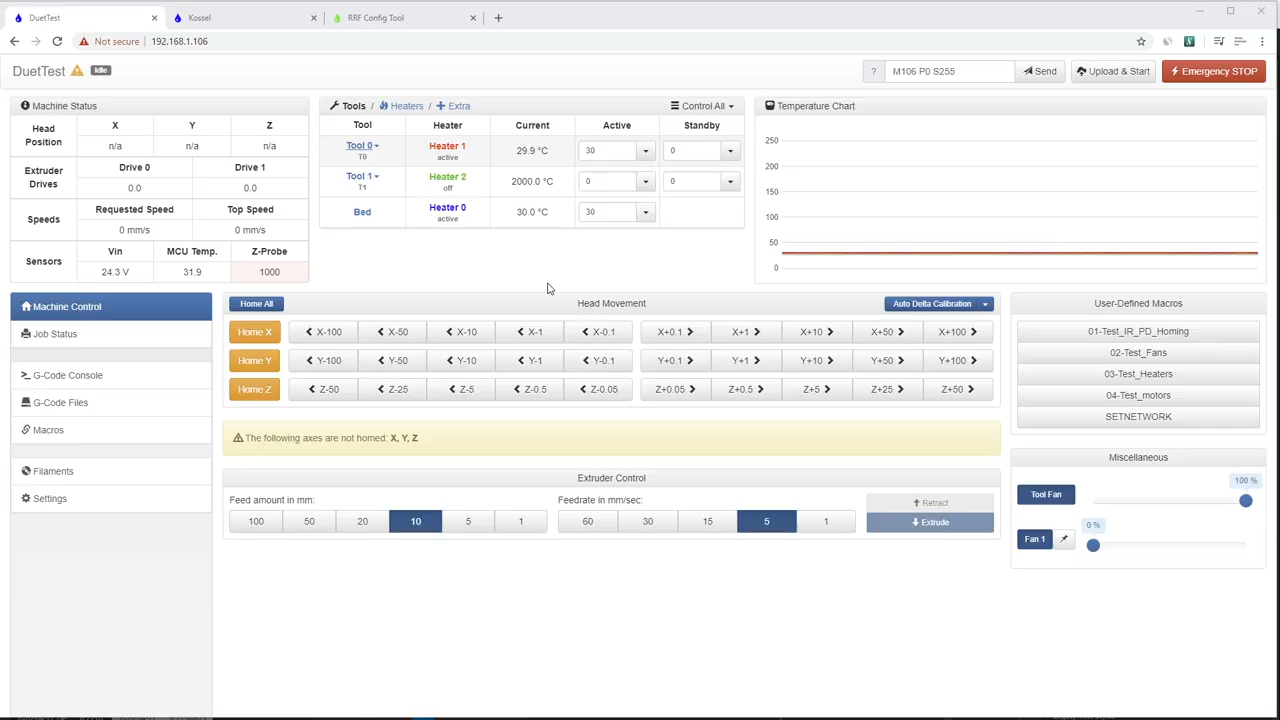 DuetTest
Kossel
RRF Config Tool
Not secure 192.168.1.106
DuetTest Idle
? M106 P0 S255 Send Upload & Start Emergency STOP
Machine Status
X Y Z
Head Position n/a n/a n/a
Drive 0 Drive 1
Extruder Drives 0.0 0.0
Requested Speed Top Speed
Speeds 0 mm/s 0 mm/s
Vin MCU Temp. Z-Probe
Sensors 24.3 V 31.9 1000
Tools / Heaters / Extra Control All
Tool Heater Current Active Standby
Tool 0 Heater 1 29.9 °C 30 0
T0 active
Tool 1 Heater 2 2000.0 °C 0 0
T1 off
Bed Heater 0 30.0 °C 30
active
Temperature Chart
250
200
150
100
50
0
Machine Control
Job Status
G-Code Console
G-Code Files
Macros
Filaments
Settings
Home All Head Movement Auto Delta Calibration
Home X X-100 X-50 X-10 X-1 X-0.1 X+0.1 X+1 X+10 X+50 X+100
Home Y Y-100 Y-50 Y-10 Y-1 Y-0.1 Y+0.1 Y+1 Y+10 Y+50 Y+100
Home Z Z-50 Z-25 Z-5 Z-0.5 Z-0.05 Z+0.05 Z+0.5 Z+5 Z+25 Z+50
The following axes are not homed: X, Y, Z
Extruder Control
Feed amount in mm: Feedrate in mm/sec:
100 50 20 10 5 1 60 30 15 5 1
Retract
Extrude
User-Defined Macros
01-Test_IR_PD_Homing
02-Test_Fans
03-Test_Heaters
04-Test_motors
SETNETWORK
Miscellaneous
100 %
Tool Fan
0 %
Fan 1